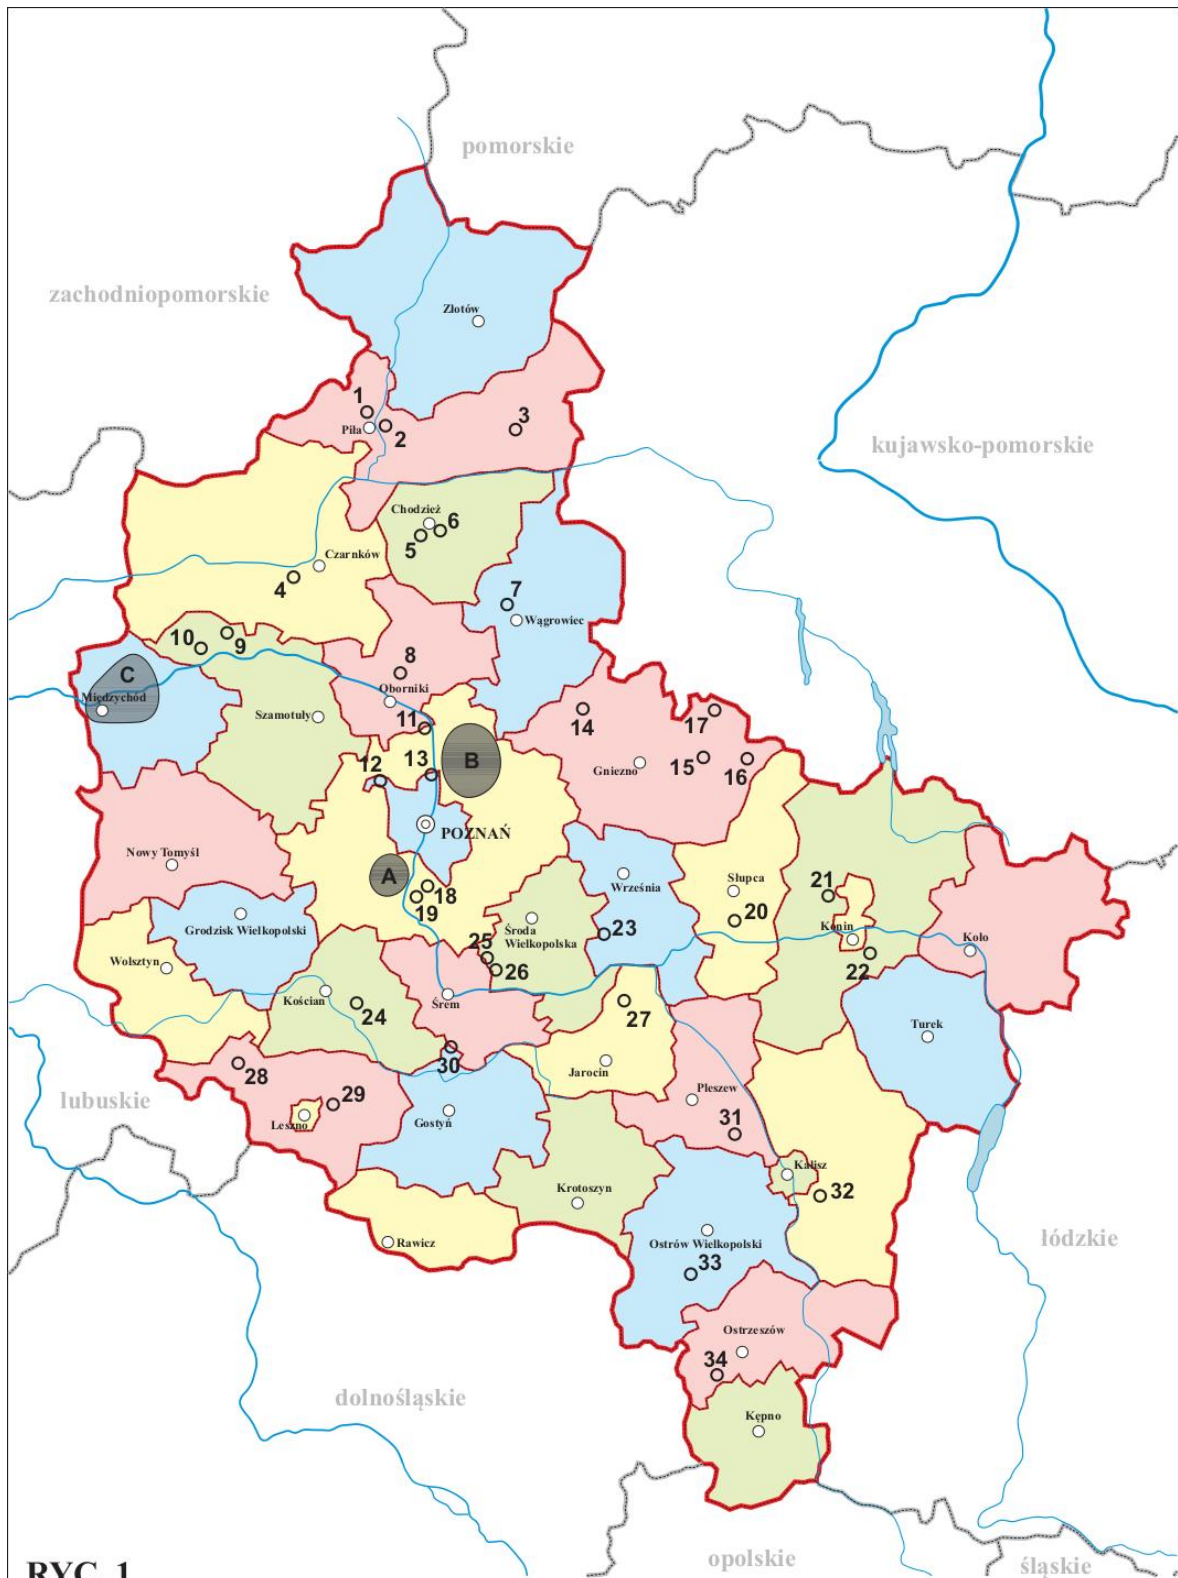 pomorskie
zachodniopomorskie
Złotów
1
3
Piła
2
kujawsko-pomorskie
Chodzież
6
5
Czarnków
4
7
Wągrowiec
10
9
8
C
Międzychód
Oborniki
Szamotuły
11
14
17
12
13
B
15
16
Gniezno
POZNAŃ
Nowy Tomyśl
A
18
19
Września
Słupca
21
20
Grodzisk Wielkopolski
Środa
Wielkopolska
23
Konin
25
26
22
Koło
Wolsztyn
Kościan
24
Śrem
27
Turek
30
28
Jarocin
lubuskie
29
Leszno
Gostyń
Pleszew
31
Kalisz
32
Krotoszyn
Rawicz
Ostrów Wielkopolski
33
łódzkie
Ostrzeszów
34
dolnośląskie
Kępno
opolskie
śląskie
RYC. 1